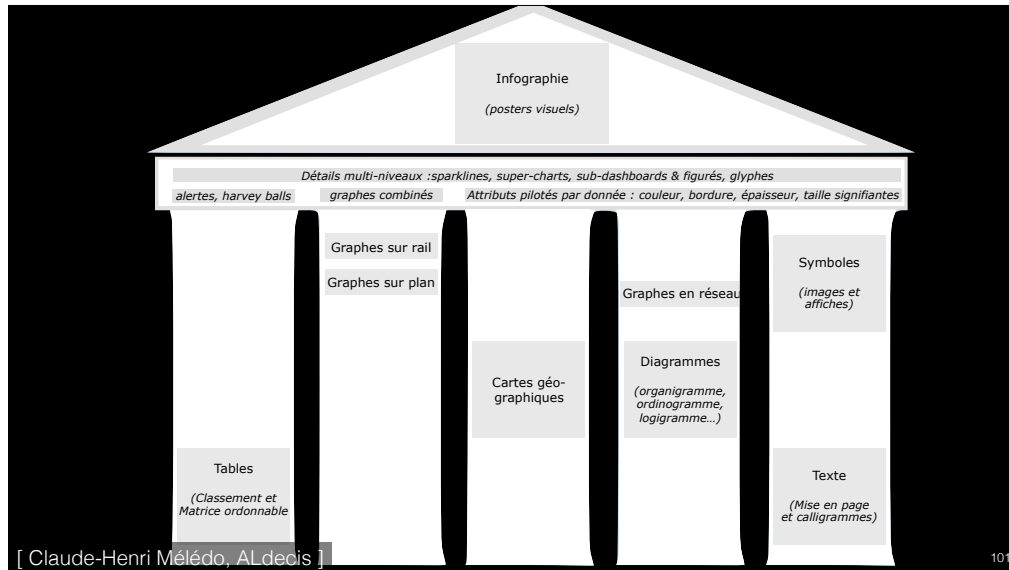 Infographie
(posters visuels)
Détails multi-niveaux :sparklines, super-charts, sub-dashboards & figurés, glyphes
alertes, harvey balls
graphes combinés
Attributs pilotés par donnée : couleur, bordure, épaisseur, taille signifiantes
Graphes sur rail
Graphes sur plan
Graphes en réseau
Symboles
(images et
affiches)
Cartes géo-
graphiques
Diagrammes
(organigramme,
ordinogramme,
logigramme…)
Tables
(Classement et
Matrice ordonnable
Texte
(Mise en page
et calligrammes)
[ Claude-Henri Mélédo, ALdecis ]
101